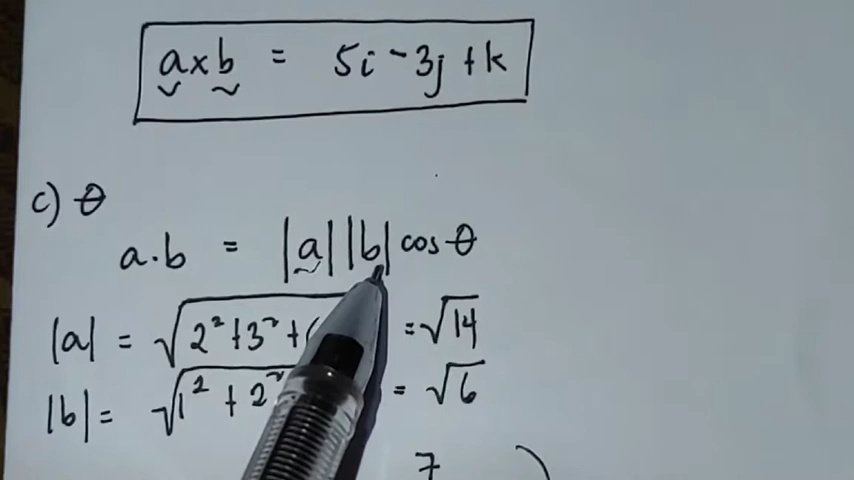 a×b = 5i - 3j + k
c) θ
a.b = |a||b| cos θ
|a| = √2² + 3² + ( = √14
|b| = √1² + 2² = √6
7 )